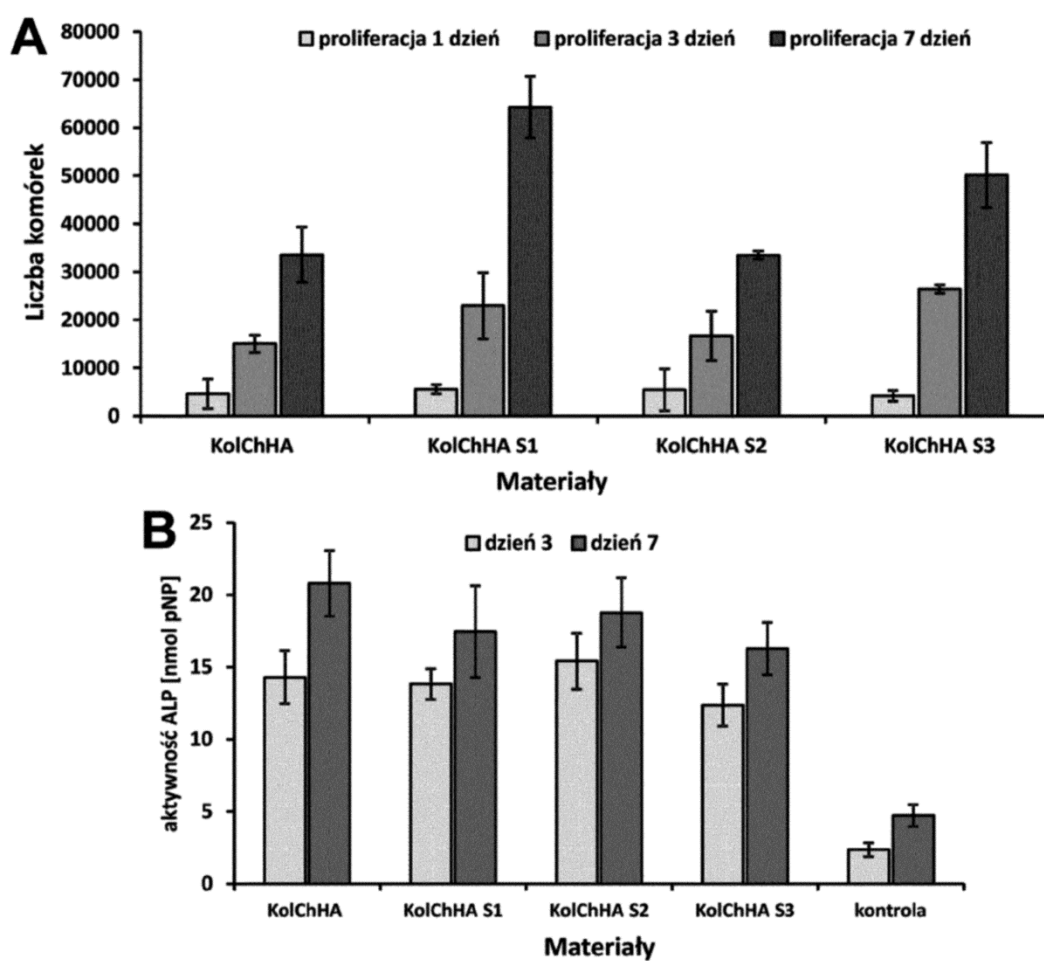 A
proliferacja 1 dzień proliferacja 3 dzień proliferacja 7 dzień
Liczba komórek
80000
70000
60000
50000
40000
30000
20000
10000
0
KolChHA KolChHA S1 KolChHA S2 KolChHA S3
Materiały
B
dzień 3 dzień 7
aktywność ALP [nmol pNP]
25
20
15
10
5
0
KolChHA KolChHA S1 KolChHA S2 KolChHA S3 kontrola
Materiały